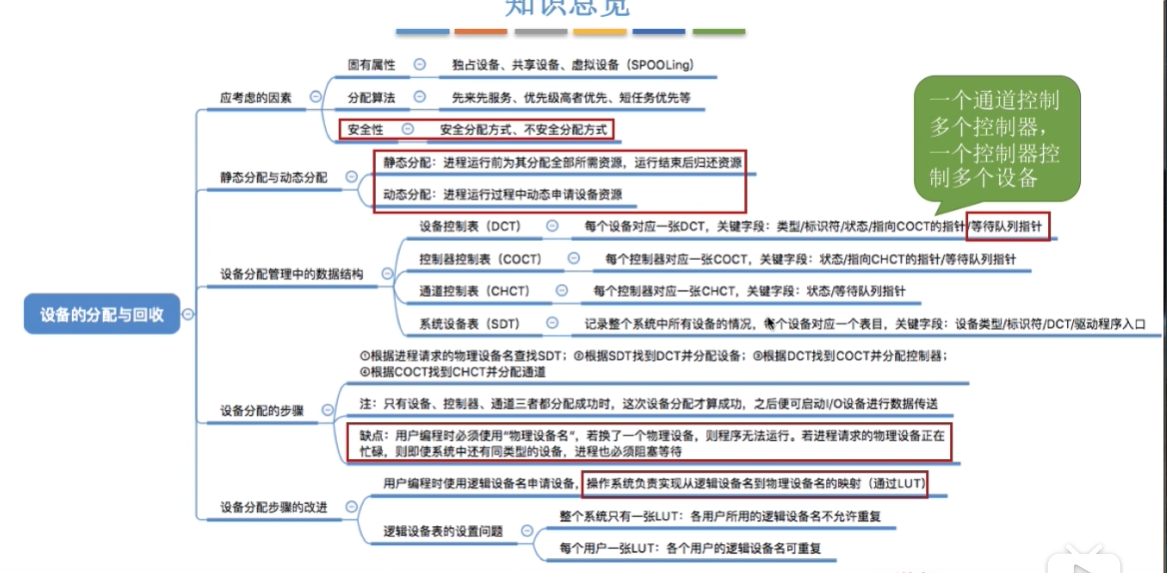 知识总览
固有属性
独占设备、共享设备、虚拟设备（SPOOLing）
应考虑的因素
分配算法
先来先服务、优先级高者优先、短任务优先等
安全性
安全分配方式、不安全分配方式
一个通道控制
多个控制器，
一个控制器控
制多个设备
静态分配与动态分配
静态分配：进程运行前为其分配全部所需资源，运行结束后归还资源
动态分配：进程运行过程中动态申请设备资源
设备的分配与回收
设备分配管理中的数据结构
设备控制表（DCT）
每个设备对应一张DCT，关键字段：类型/标识符/状态/指向COCT的指针/等待队列指针
控制器控制表（COCT）
每个控制器对应一张COCT，关键字段：状态/指向CHCT的指针/等待队列指针
通道控制表（CHCT）
每个控制器对应一张CHCT，关键字段：状态/等待队列指针
系统设备表（SDT）
记录整个系统中所有设备的情况，每个设备对应一个表目，关键字段：设备类型/标识符/DCT/驱动程序入口
设备分配的步骤
①根据进程请求的物理设备名查找SDT；②根据SDT找到DCT并分配设备；③根据DCT找到COCT并分配控制器；
④根据COCT找到CHCT并分配通道
注：只有设备、控制器、通道三者都分配成功时，这次设备分配才算成功，之后便可启动I/O设备进行数据传送
缺点：用户编程时必须使用“物理设备名”，若换了一个物理设备，则程序无法运行。若进程请求的物理设备正在
忙碌，则即使系统中还有同类型的设备，进程也必须阻塞等待
设备分配步骤的改进
用户编程时使用逻辑设备名申请设备，操作系统负责实现从逻辑设备名到物理设备名的映射（通过LUT）
逻辑设备表的设置问题
整个系统只有一张LUT：各用户所用的逻辑设备名不允许重复
每个用户一张LUT：各个用户的逻辑设备名可重复